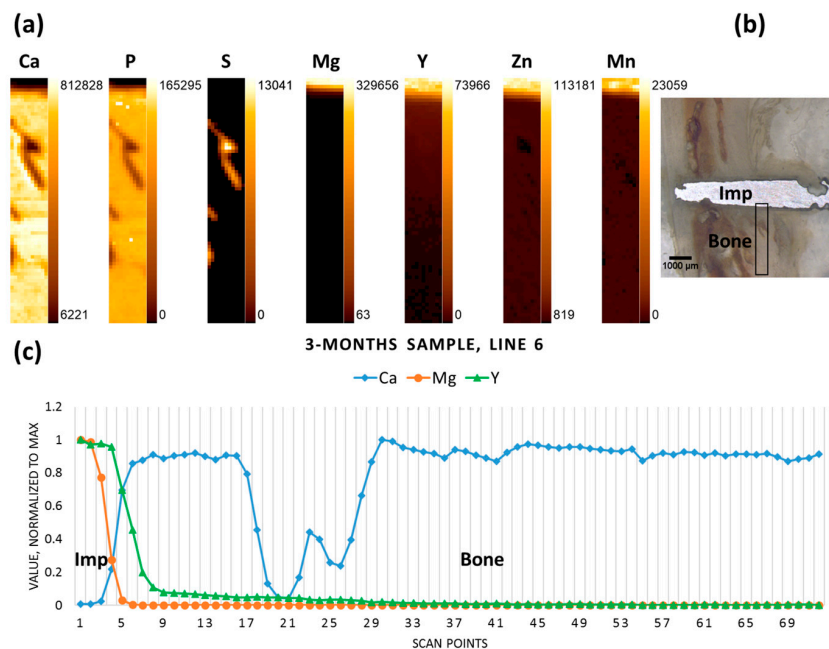 (a)
(b)
Ca P S Mg Y Zn Mn
812828 165295 13041 329656 73966 113181 23059
6221 0 0 63 0 819 0
Imp
Bone
1000 µm
3-MONTHS SAMPLE, LINE 6
(c)
Ca Mg Y
VALUE, NORMALIZED TO MAX
1.2
1
0.8
0.6
0.4
0.2
0
Imp
Bone
1 5 9 13 17 21 25 29 33 37 41 45 49 53 57 61 65 69
SCAN POINTS